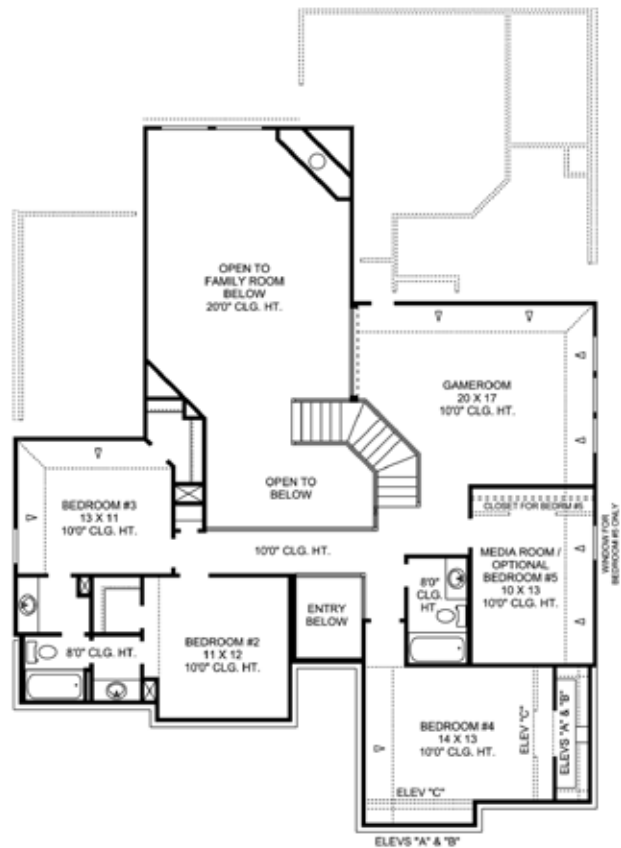 OPEN TO
FAMILY ROOM
BELOW
20'0" CLG. HT.
GAMEROOM
20 X 17
10'0" CLG. HT.
OPEN TO
BELOW
BEDROOM #3
13 X 11
10'0" CLG. HT.
CLOSET FOR BEDRM #5
10'0" CLG. HT.
MEDIA ROOM /
OPTIONAL
BEDROOM #5
10 X 13
10'0" CLG. HT.
WINDOW FOR
BEDROOM #5 ONLY
8'0"
CLG.
HT
ENTRY
BELOW
BEDROOM #2
11 X 12
10'0" CLG. HT.
8'0" CLG. HT.
BEDROOM #4
14 X 13
10'0" CLG. HT.
ELEV "C"
ELEVS "A" & "B"
ELEV "C"
ELEVS "A" & "B"